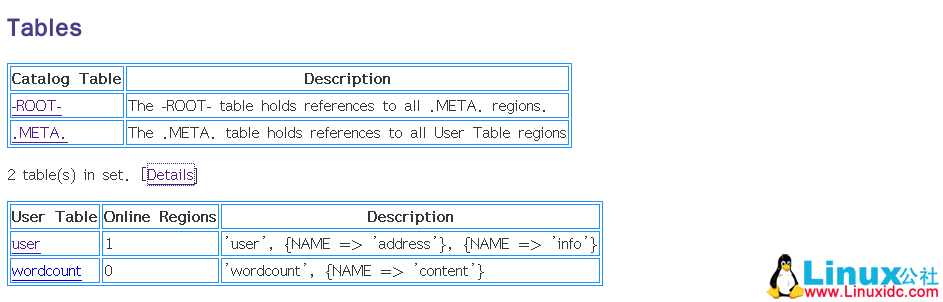 Tables
Catalog Table Description
-ROOT- The -ROOT- table holds references to all .META. regions.
.META. The .META. table holds references to all User Table regions
2 table(s) in set. [Details]
User Table Online Regions Description
user 1 'user', {NAME => 'address'}, {NAME => 'info'}
wordcount 0 'wordcount', {NAME => 'content'}
Linux公社
www.Linuxidc.com